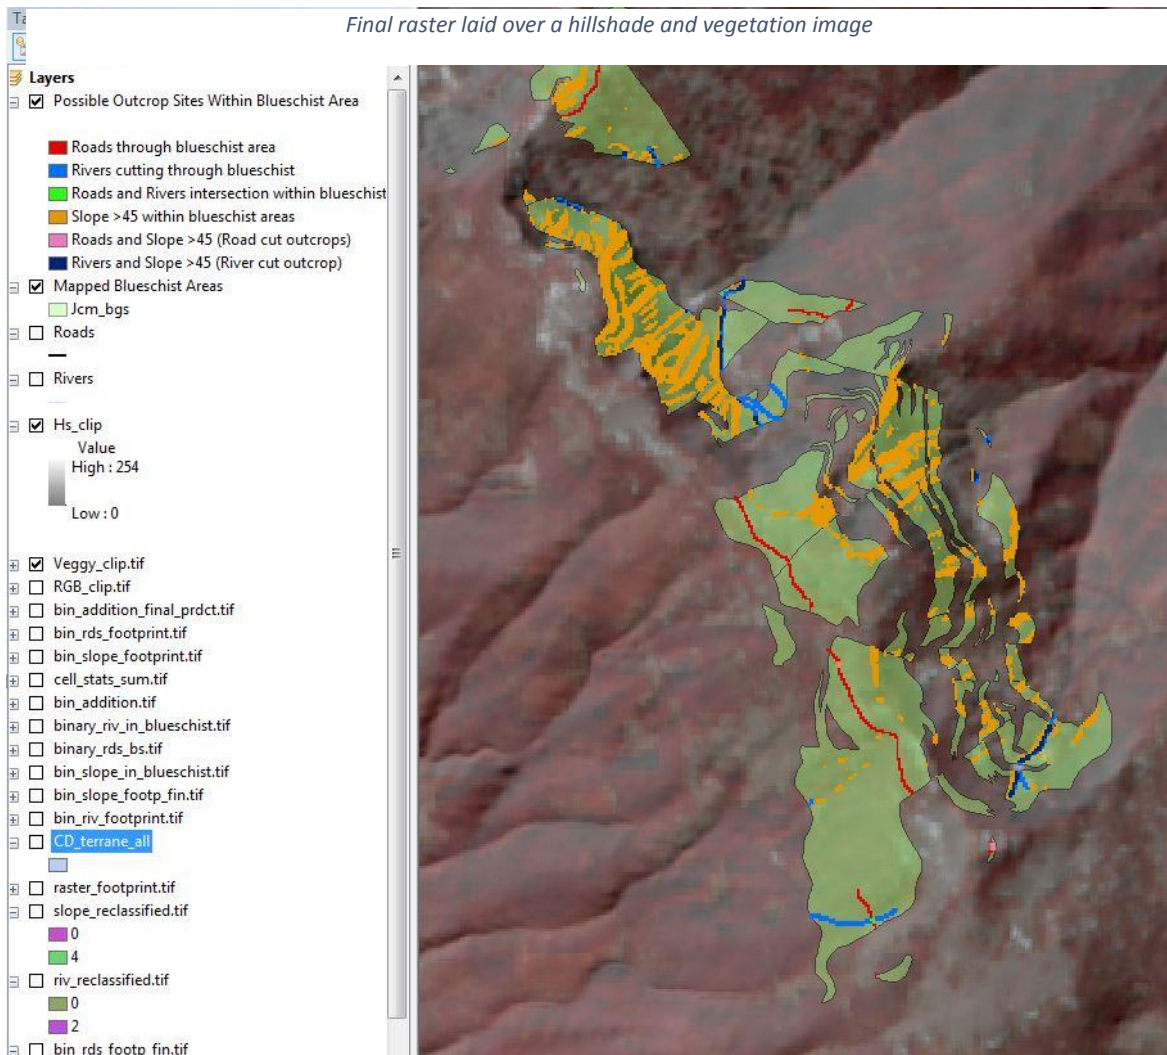 Final raster laid over a hillshade and vegetation image
Layers
Possible Outcrop Sites Within Blueschist Area
Roads through blueschist area
Rivers cutting through blueschist
Roads and Rivers intersection within blueschist
Slope >45 within blueschist areas
Roads and Slope >45 (Road cut outcrops)
Rivers and Slope >45 (River cut outcrop)
Mapped Blueschist Areas
Jcm_bgs
Roads
Rivers
Hs_clip
Value
High : 254
Low : 0
Veggy_clip.tif
RGB_clip.tif
bin_addition_final_prdct.tif
bin_rds_footprint.tif
bin_slope_footprint.tif
cell_stats_sum.tif
bin_addition.tif
binary_riv_in_blueschist.tif
binary_rds_bs.tif
bin_slope_in_blueschist.tif
bin_slope_footp_fin.tif
bin_riv_footprint.tif
CD_terrane_all
raster_footprint.tif
slope_reclassified.tif
0
4
riv_reclassified.tif
0
2
bin_rds_footp_fin.tif